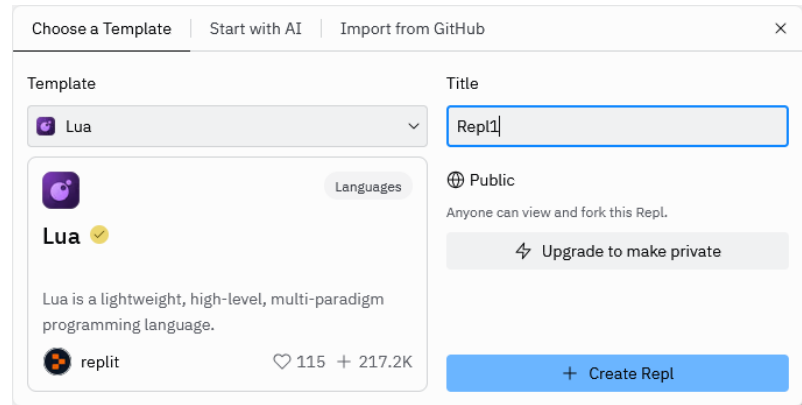 Choose a Template
Start with AI
Import from GitHub
Template
Lua
Languages
Lua
Lua is a lightweight, high-level, multi-paradigm
programming language.
replit
115
217.2K
Title
Repl1
Public
Anyone can view and fork this Repl.
Upgrade to make private
+ Create Repl